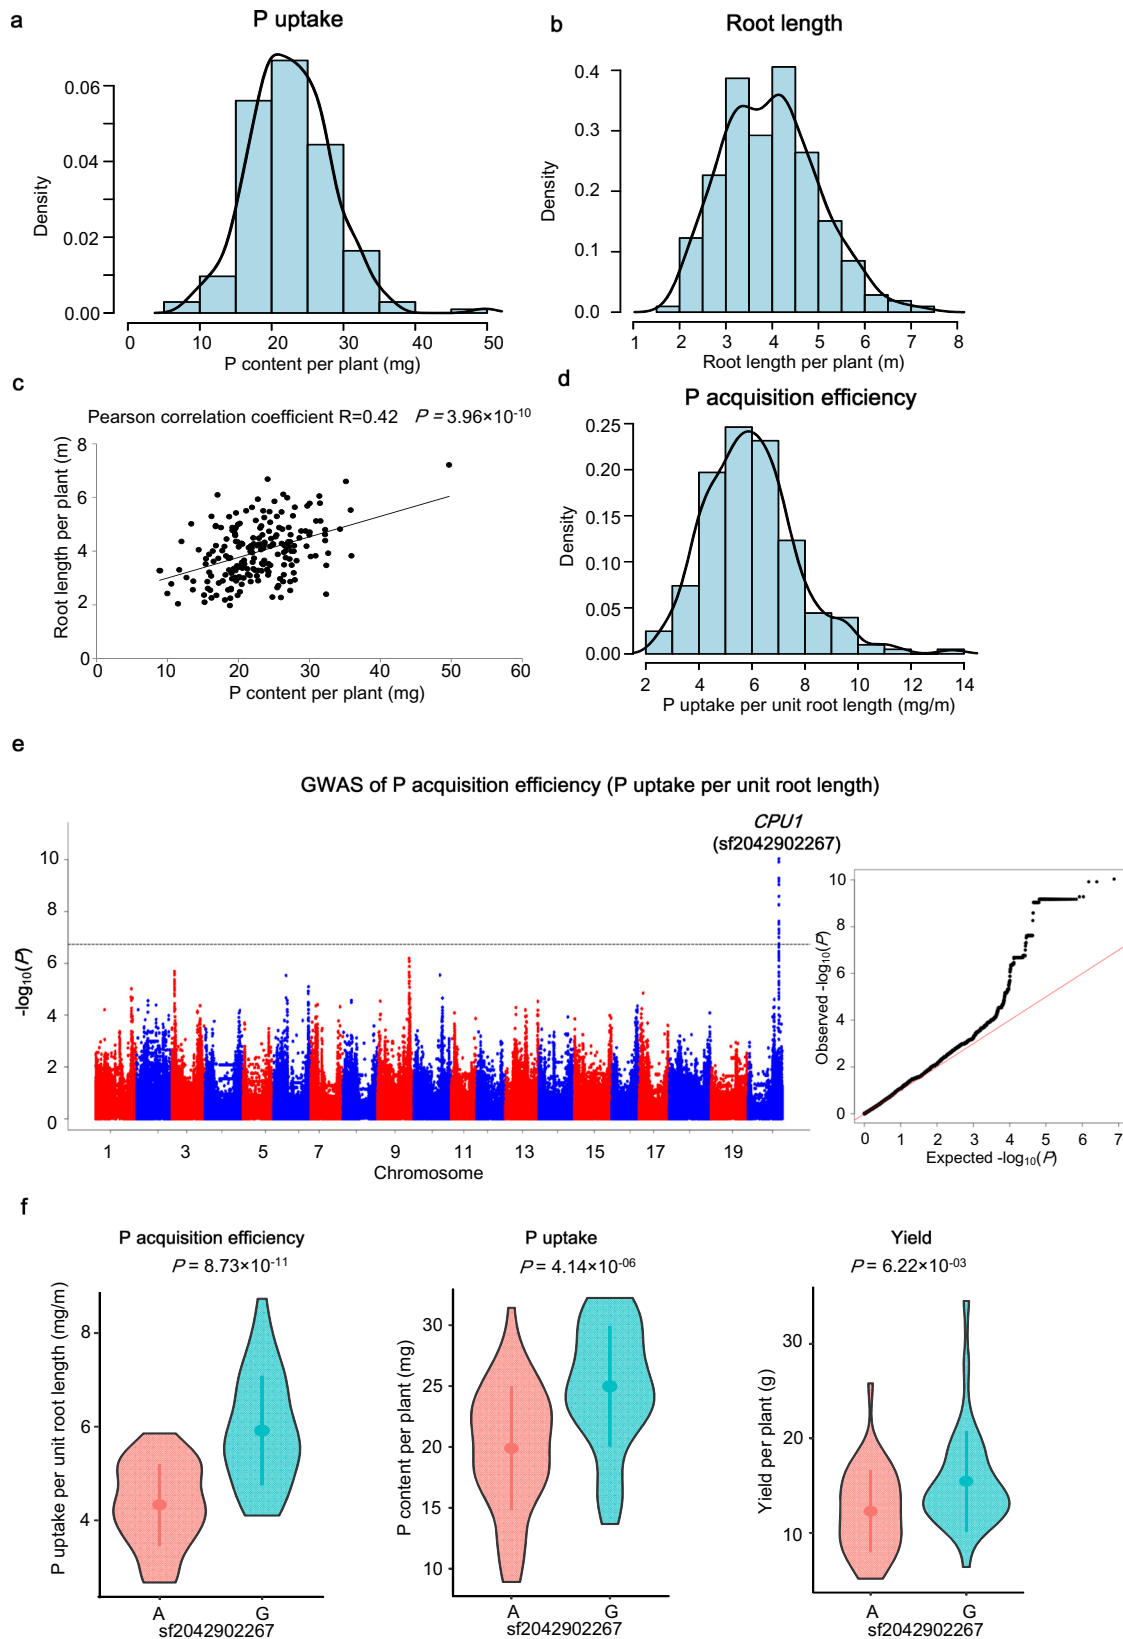 a
P uptake
Density
0.06
0.04
0.02
0.00
0 10 20 30 40 50
P content per plant (mg)
b
Root length
Density
0.4
0.3
0.2
0.1
0.0
1 2 3 4 5 6 7 8
Root length per plant (m)
c
Pearson correlation coefficient R=0.42 P = 3.96×10⁻¹⁰
Root length per plant (m)
8
6
4
2
0
0 10 20 30 40 50 60
P content per plant (mg)
d
P acquisition efficiency
Density
0.25
0.20
0.15
0.10
0.05
0.00
2 4 6 8 10 12 14
P uptake per unit root length (mg/m)
e
GWAS of P acquisition efficiency (P uptake per unit root length)
CPU1
(sf2042902267)
-log₁₀(P)
10
8
6
4
2
0
1 3 5 7 9 11 13 15 17 19
Chromosome
Observed -log₁₀(P)
10
8
6
4
2
0
0 1 2 3 4 5 6 7
Expected -log₁₀(P)
f
P acquisition efficiency
P = 8.73×10⁻¹¹
P uptake per unit root length (mg/m)
8
6
4
A G
sf2042902267
P uptake
P = 4.14×10⁻⁰⁶
P content per plant (mg)
30
25
20
15
10
A G
sf2042902267
Yield
P = 6.22×10⁻⁰³
Yield per plant (g)
30
20
10
A G
sf2042902267